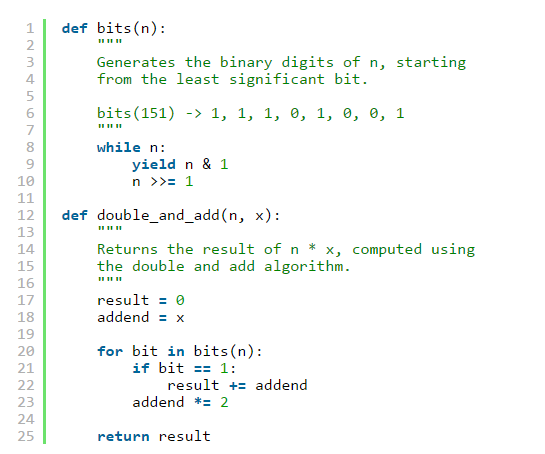 1 def bits(n):
2     """
3     Generates the binary digits of n, starting
4     from the least significant bit.
5
6     bits(151) -> 1, 1, 1, 0, 1, 0, 0, 1
7     """
8     while n:
9         yield n & 1
10         n >>= 1
11
12 def double_and_add(n, x):
13     """
14     Returns the result of n * x, computed using
15     the double and add algorithm.
16     """
17     result = 0
18     addend = x
19
20     for bit in bits(n):
21         if bit == 1:
22             result += addend
23         addend *= 2
24
25     return result